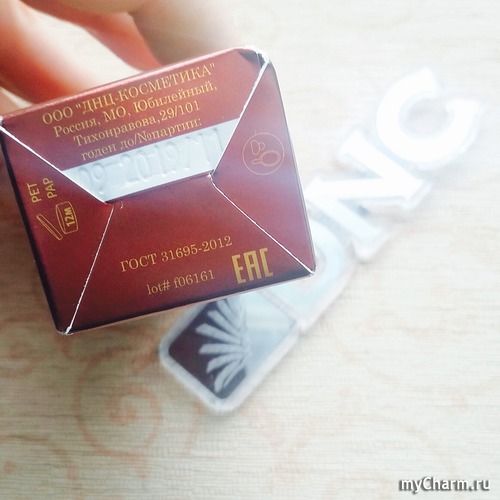 ООО "ДНЦ-КОСМЕТИКА"
Россия, МО, Юбилейный,
Тихонравова,29/101
годен до/№партии:
PET
PAP
12M
ГОСТ 31695-2012
EAC
lot# f06161
DNC
myCharm.ru